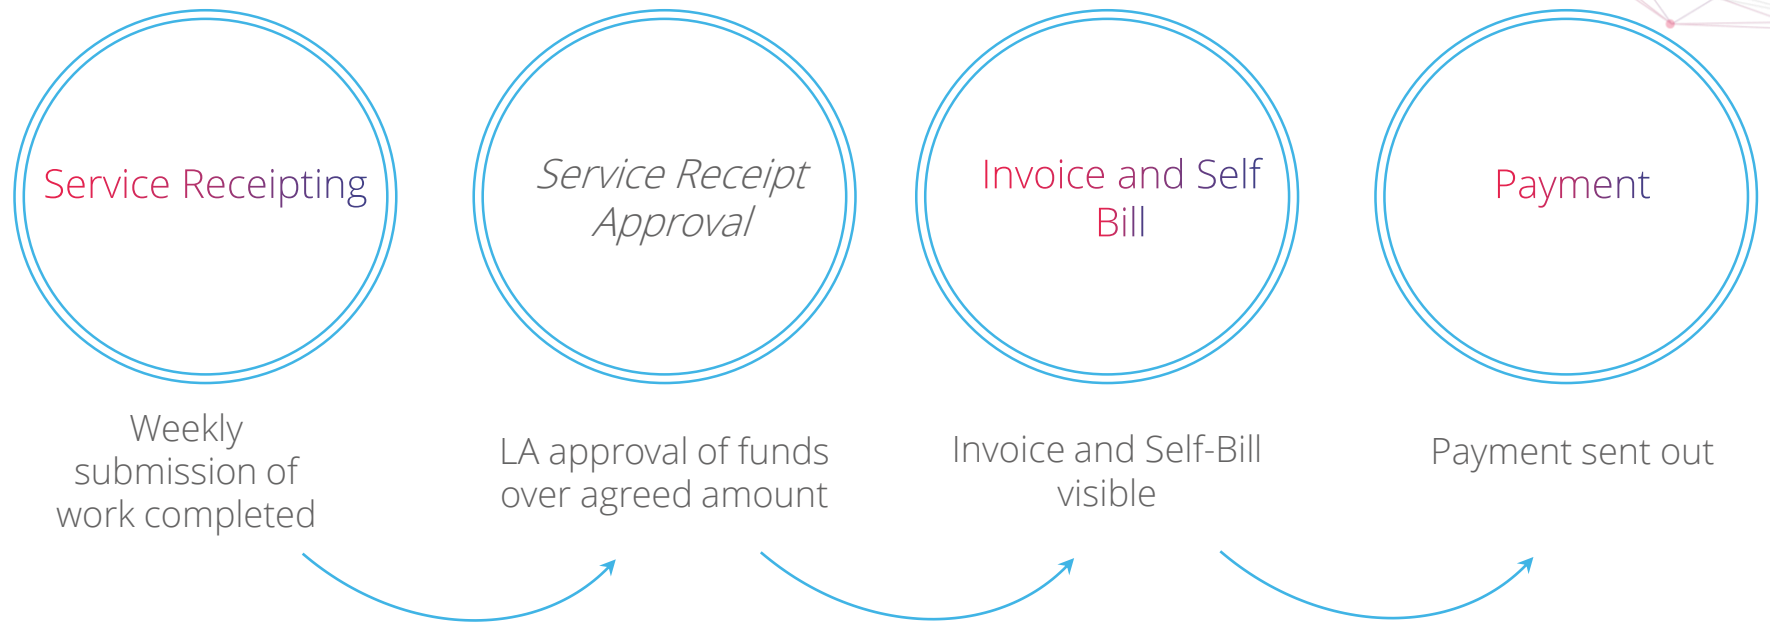 Service Receipting
Service Receipt
Approval
Invoice and Self
Bill
Payment
Weekly
submission of
work completed
LA approval of funds
over agreed amount
Invoice and Self-Bill
visible
Payment sent out